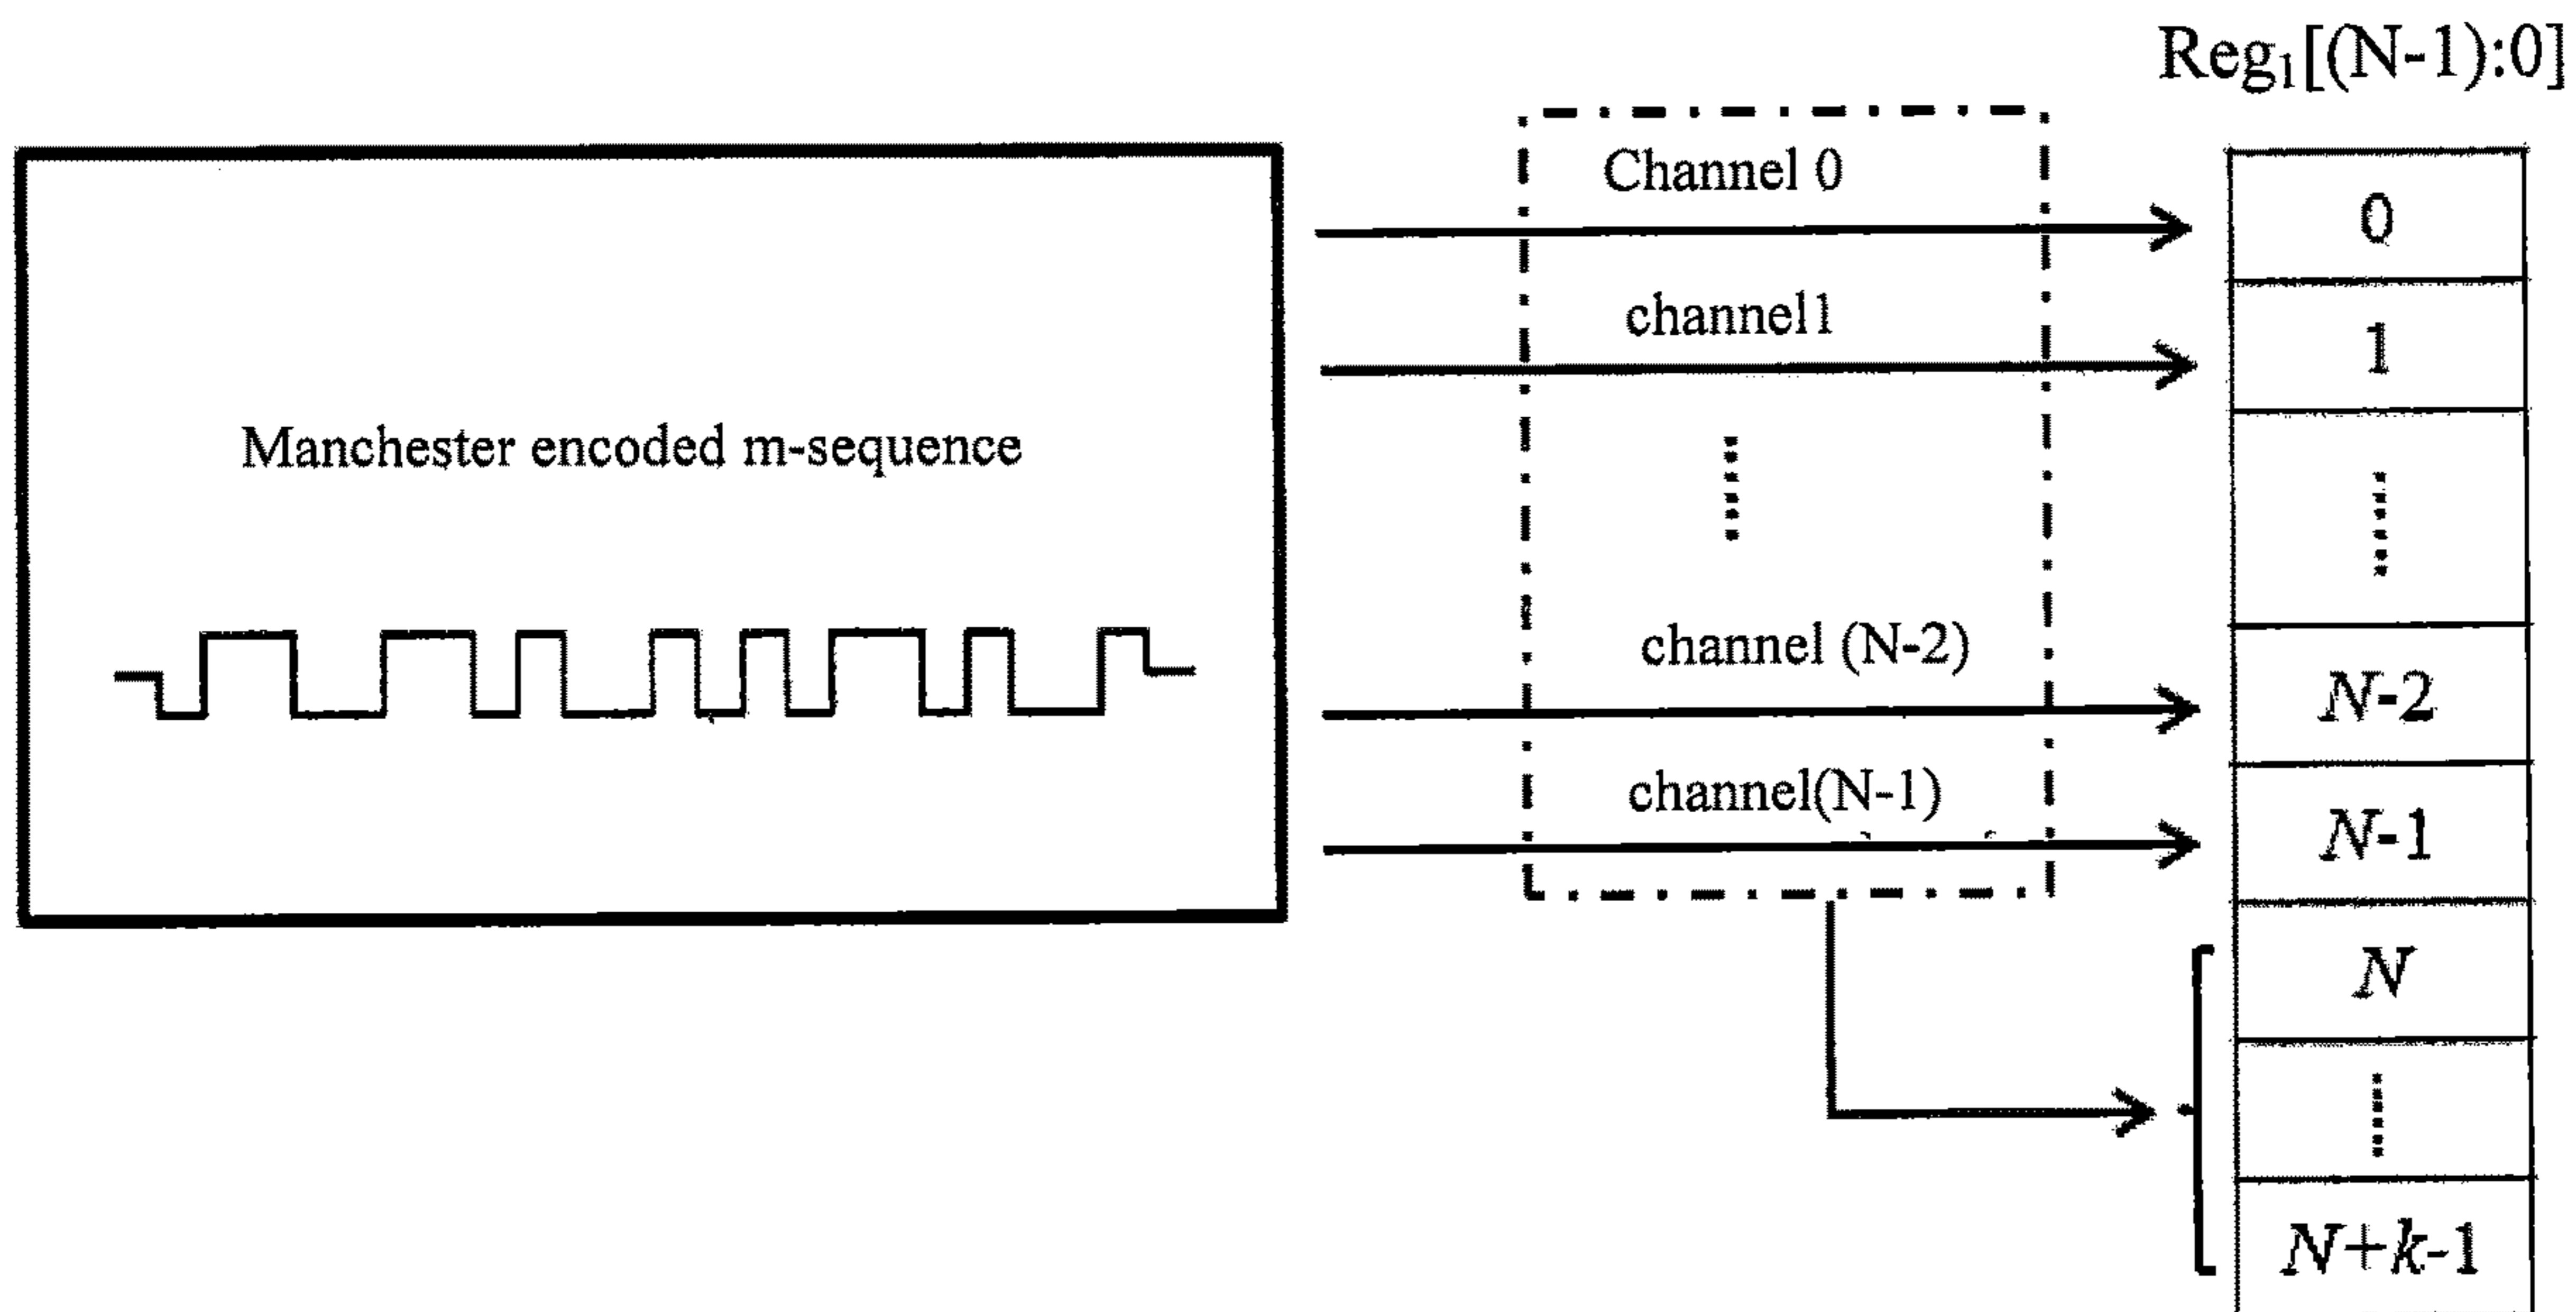 Reg₁[(N-1):0]
Channel 0
0
channel1
1
Manchester encoded m-sequence
channel (N-2)
N-2
channel(N-1)
N-1
N
N+k-1